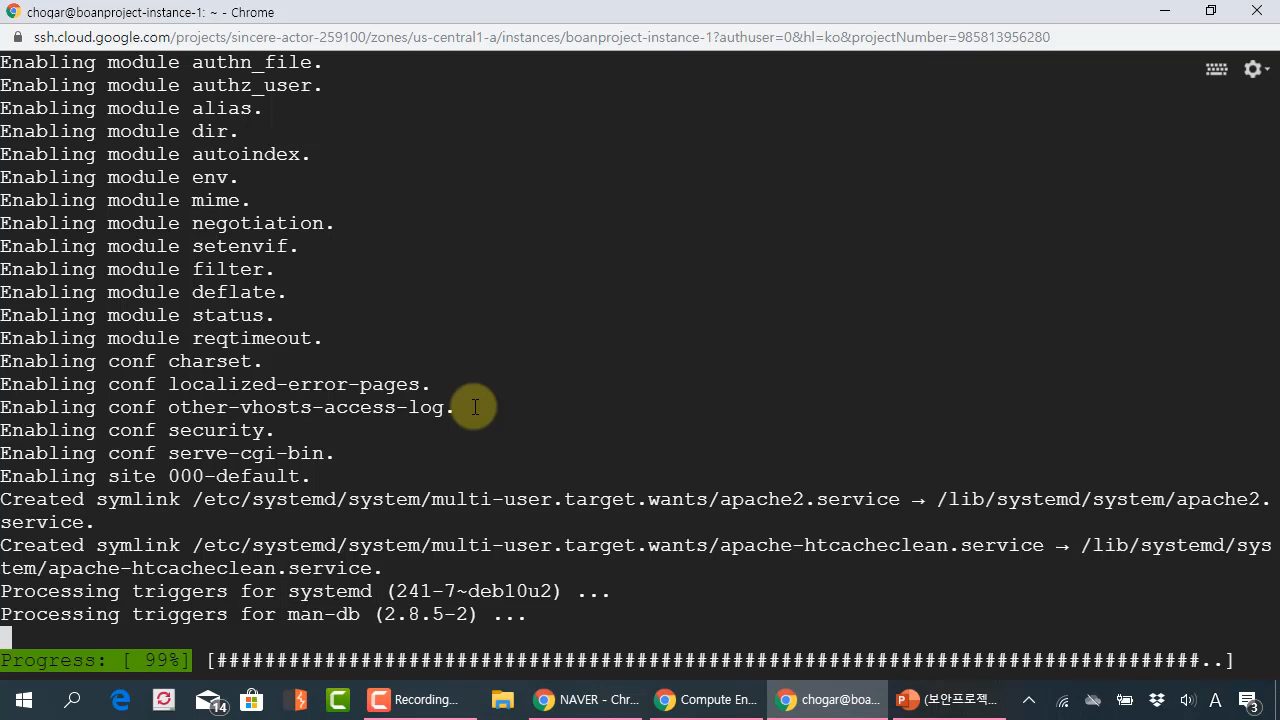 chogar@boanproject-instance-1: ~ - Chrome
ssh.cloud.google.com/projects/sincere-actor-259100/zones/us-central1-a/instances/boanproject-instance-1?authuser=0&hl=ko&projectNumber=985813956280
Enabling module authn_file.
Enabling module authz_user.
Enabling module alias.
Enabling module dir.
Enabling module autoindex.
Enabling module env.
Enabling module mime.
Enabling module negotiation.
Enabling module setenvif.
Enabling module filter.
Enabling module deflate.
Enabling module status.
Enabling module reqtimeout.
Enabling conf charset.
Enabling conf localized-error-pages.
Enabling conf other-vhosts-access-log.
Enabling conf security.
Enabling conf serve-cgi-bin.
Enabling site 000-default.
Created symlink /etc/systemd/system/multi-user.target.wants/apache2.service → /lib/systemd/system/apache2.
service.
Created symlink /etc/systemd/system/multi-user.target.wants/apache-htcacheclean.service → /lib/systemd/sys
tem/apache-htcacheclean.service.
Processing triggers for systemd (241-7~deb10u2) ...
Processing triggers for man-db (2.8.5-2) ...
Progress: [ 99%] [##################################################################################..]
14 Recording... NAVER - Chr... Compute En... chogar@boa... (보안프로젝... A 3